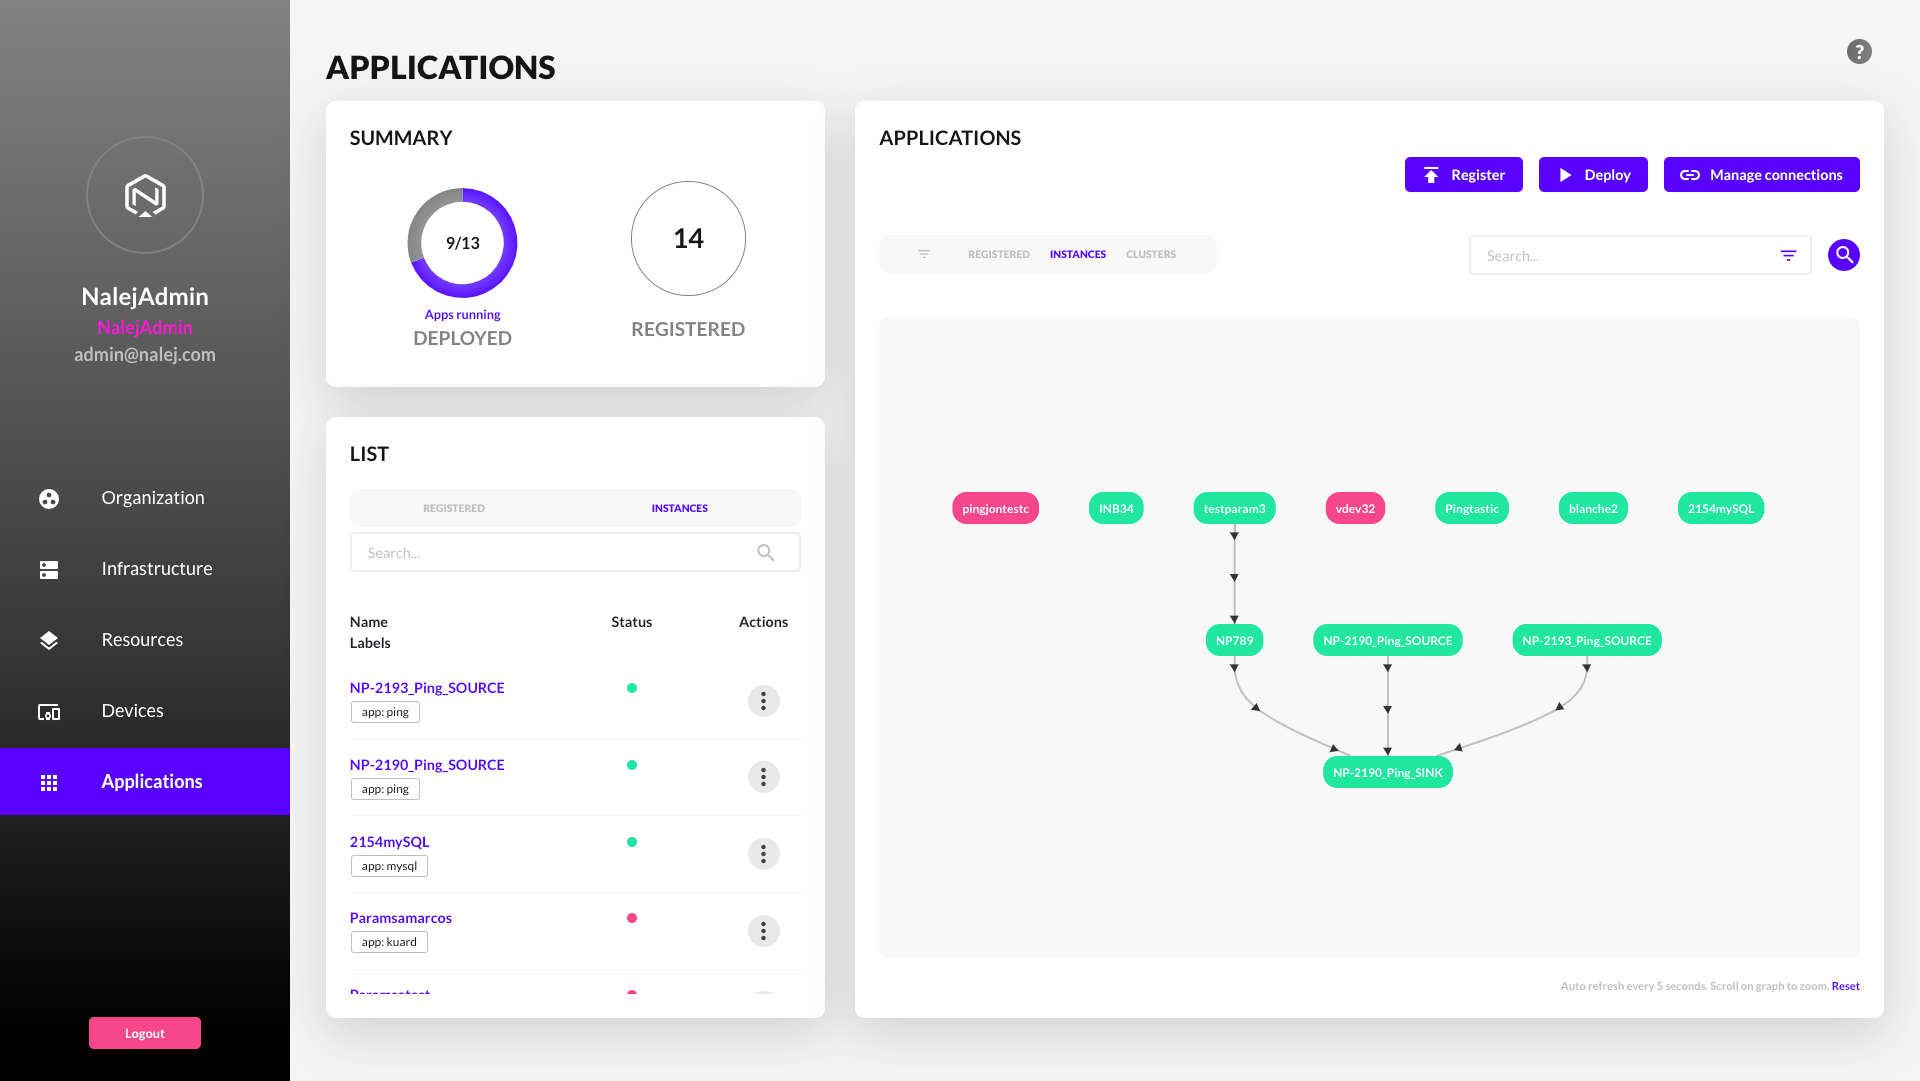 NalejAdmin
NalejAdmin
admin@nalej.com
Organization
Infrastructure
Resources
Devices
Applications
Logout
APPLICATIONS
?
SUMMARY
9/13
Apps running
DEPLOYED
14
REGISTERED
LIST
REGISTERED INSTANCES
Search...
Name Status Actions
Labels
NP-2193_Ping_SOURCE
app: ping
NP-2190_Ping_SOURCE
app: ping
2154mySQL
app: mysql
Paramsamarcos
app: kuard
APPLICATIONS
Register Deploy Manage connections
REGISTERED INSTANCES CLUSTERS
Search...
pingjontestc INB34 testparam3 vdev32 Pingtastic blanche2 2154mySQL
NP789 NP-2190_Ping_SOURCE NP-2193_Ping_SOURCE
NP-2190_Ping_SINK
Auto refresh every 5 seconds. Scroll on graph to zoom. Reset